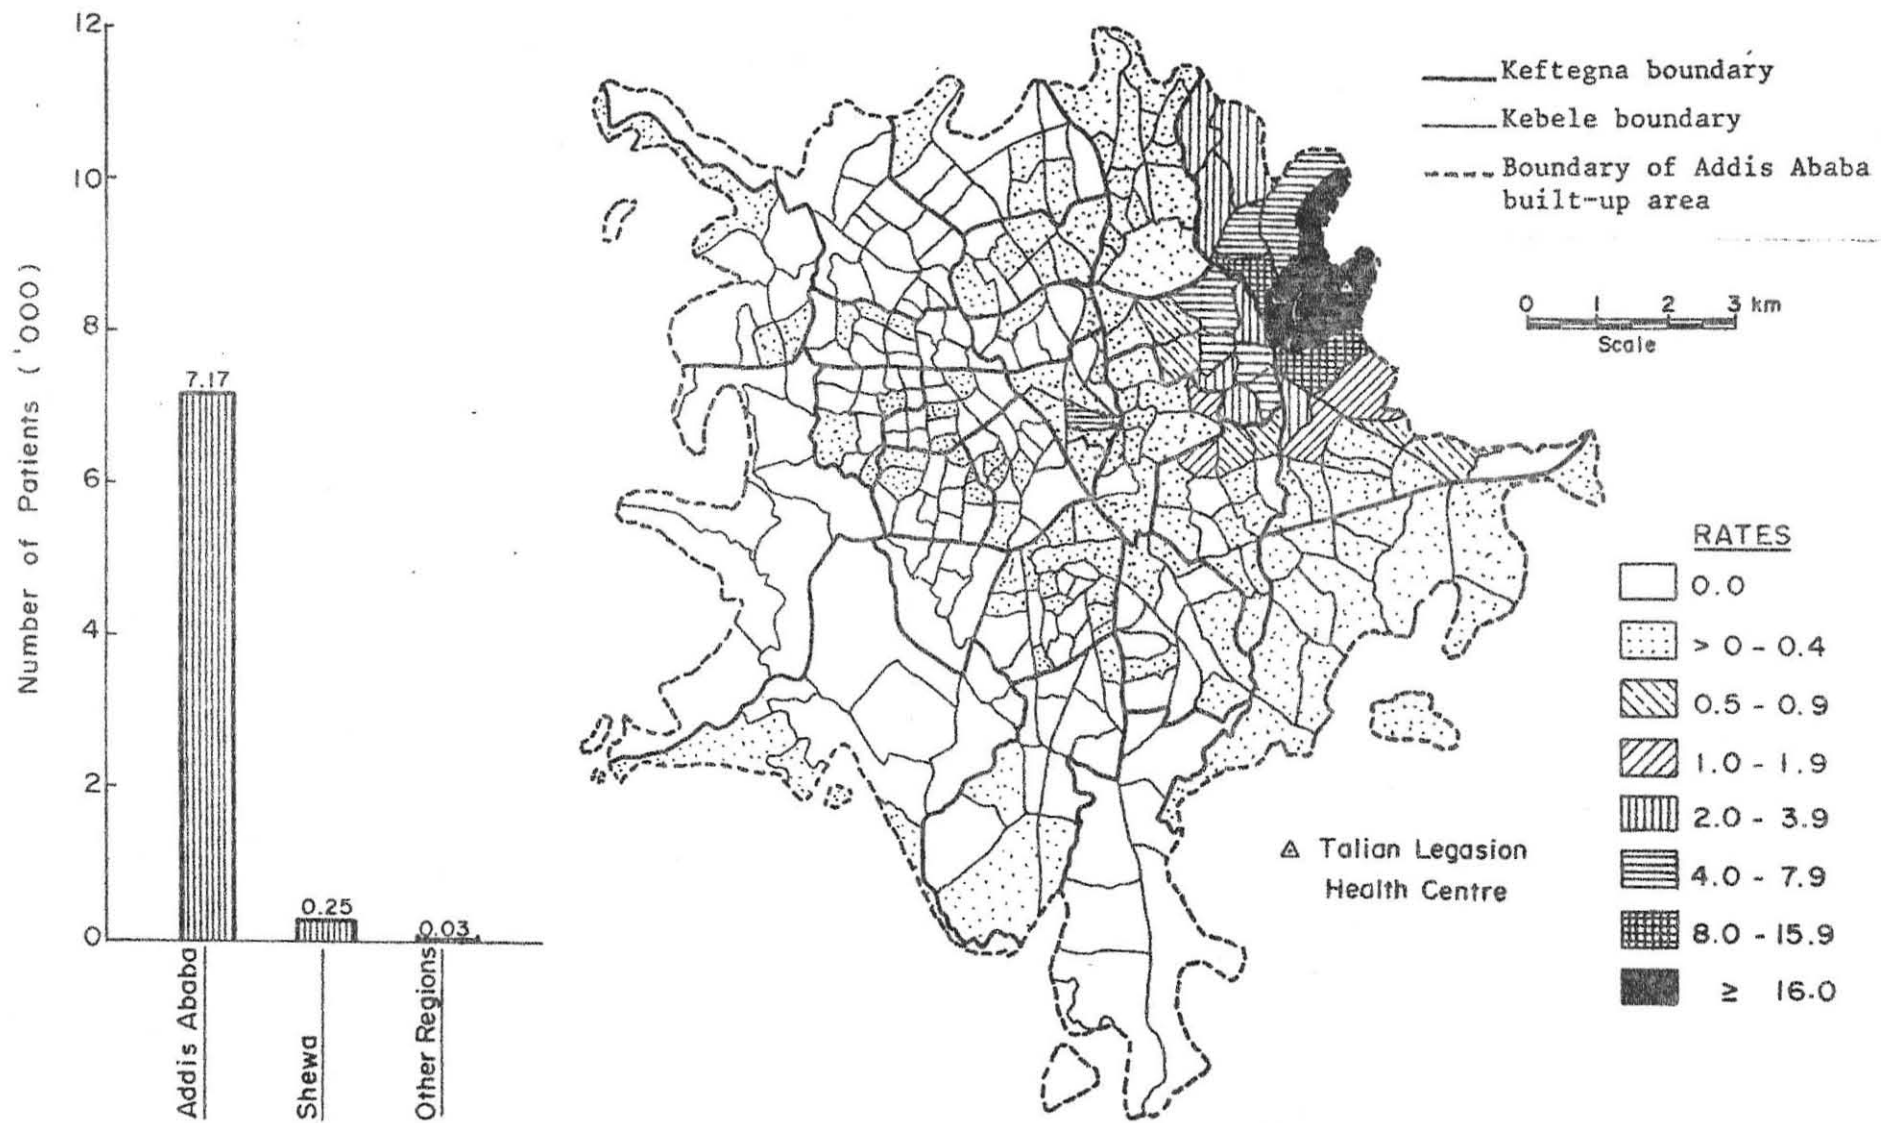 Number of Patients ('000)
12
10
8
6
4
2
0
7.17
0.25
0.03
Addis Ababa
Shewa
Other Regions
Keftegna boundary
Kebele boundary
Boundary of Addis Ababa
built-up area
0 1 2 3 km
Scale
RATES
0.0
> 0 - 0.4
0.5 - 0.9
1.0 - 1.9
2.0 - 3.9
4.0 - 7.9
8.0 - 15.9
≥ 16.0
Talian Legasion
Health Centre